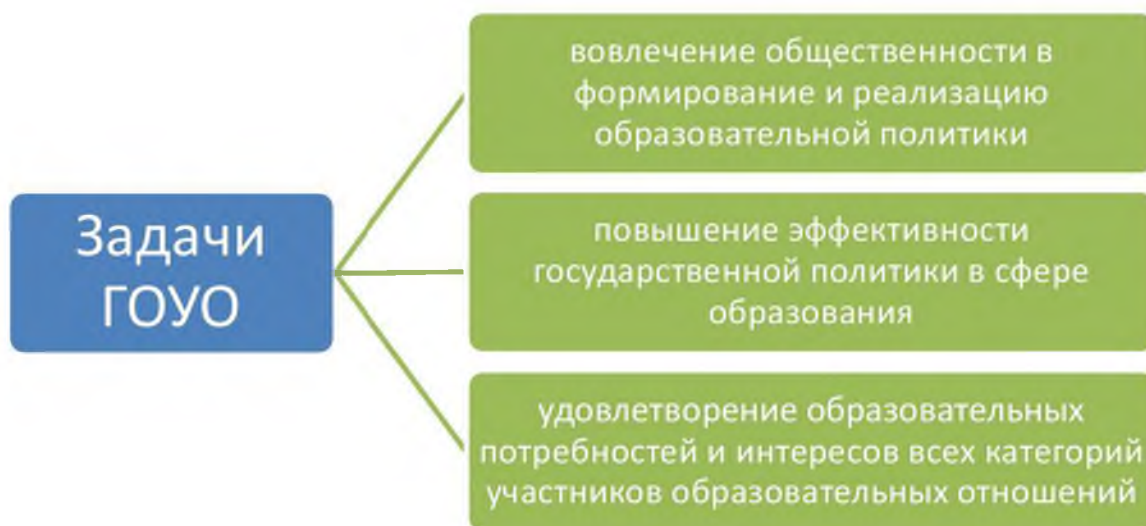 Задачи
ГОУО
вовлечение общественности в
формирование и реализацию
образовательной политики
повышение эффективности
государственной политики в сфере
образования
удовлетворение образовательных
потребностей и интересов всех категорий
участников образовательных отношений